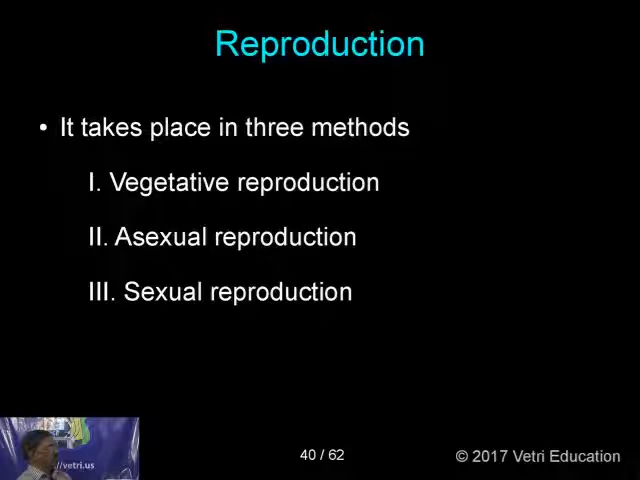 Reproduction
• It takes place in three methods
I. Vegetative reproduction
II. Asexual reproduction
III. Sexual reproduction
//vetri.us
40 / 62
© 2017 Vetri Education